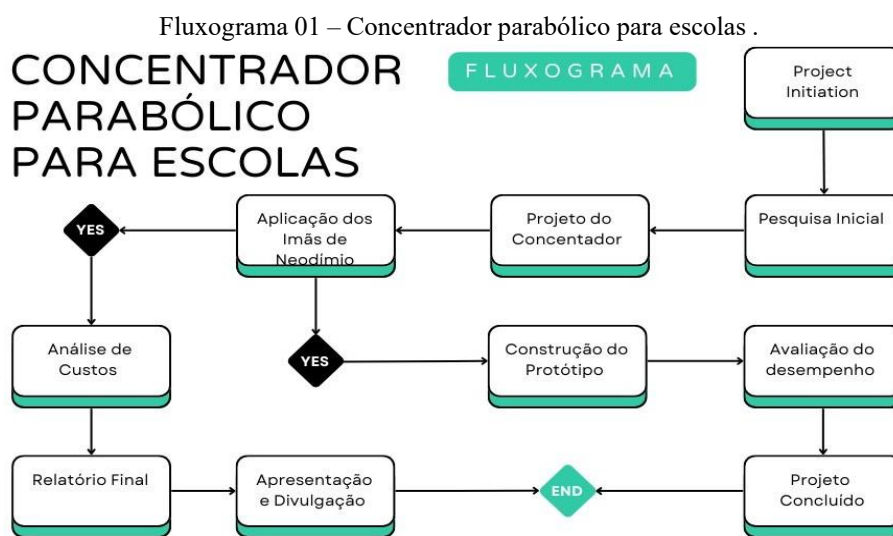 Fluxograma 01 – Concentrador parabólico para escolas .
CONCENTRADOR
PARABÓLICO
PARA ESCOLAS
FLUXOGRAMA
Project
Initiation
YES
Aplicação dos
Imãs de
Neodímio
Projeto do
Concentador
Pesquisa Inicial
Análise de
Custos
YES
Construção do
Protótipo
Avaliação do
desempenho
Relatório Final
Apresentação
e Divulgação
END
Projeto
Concluído